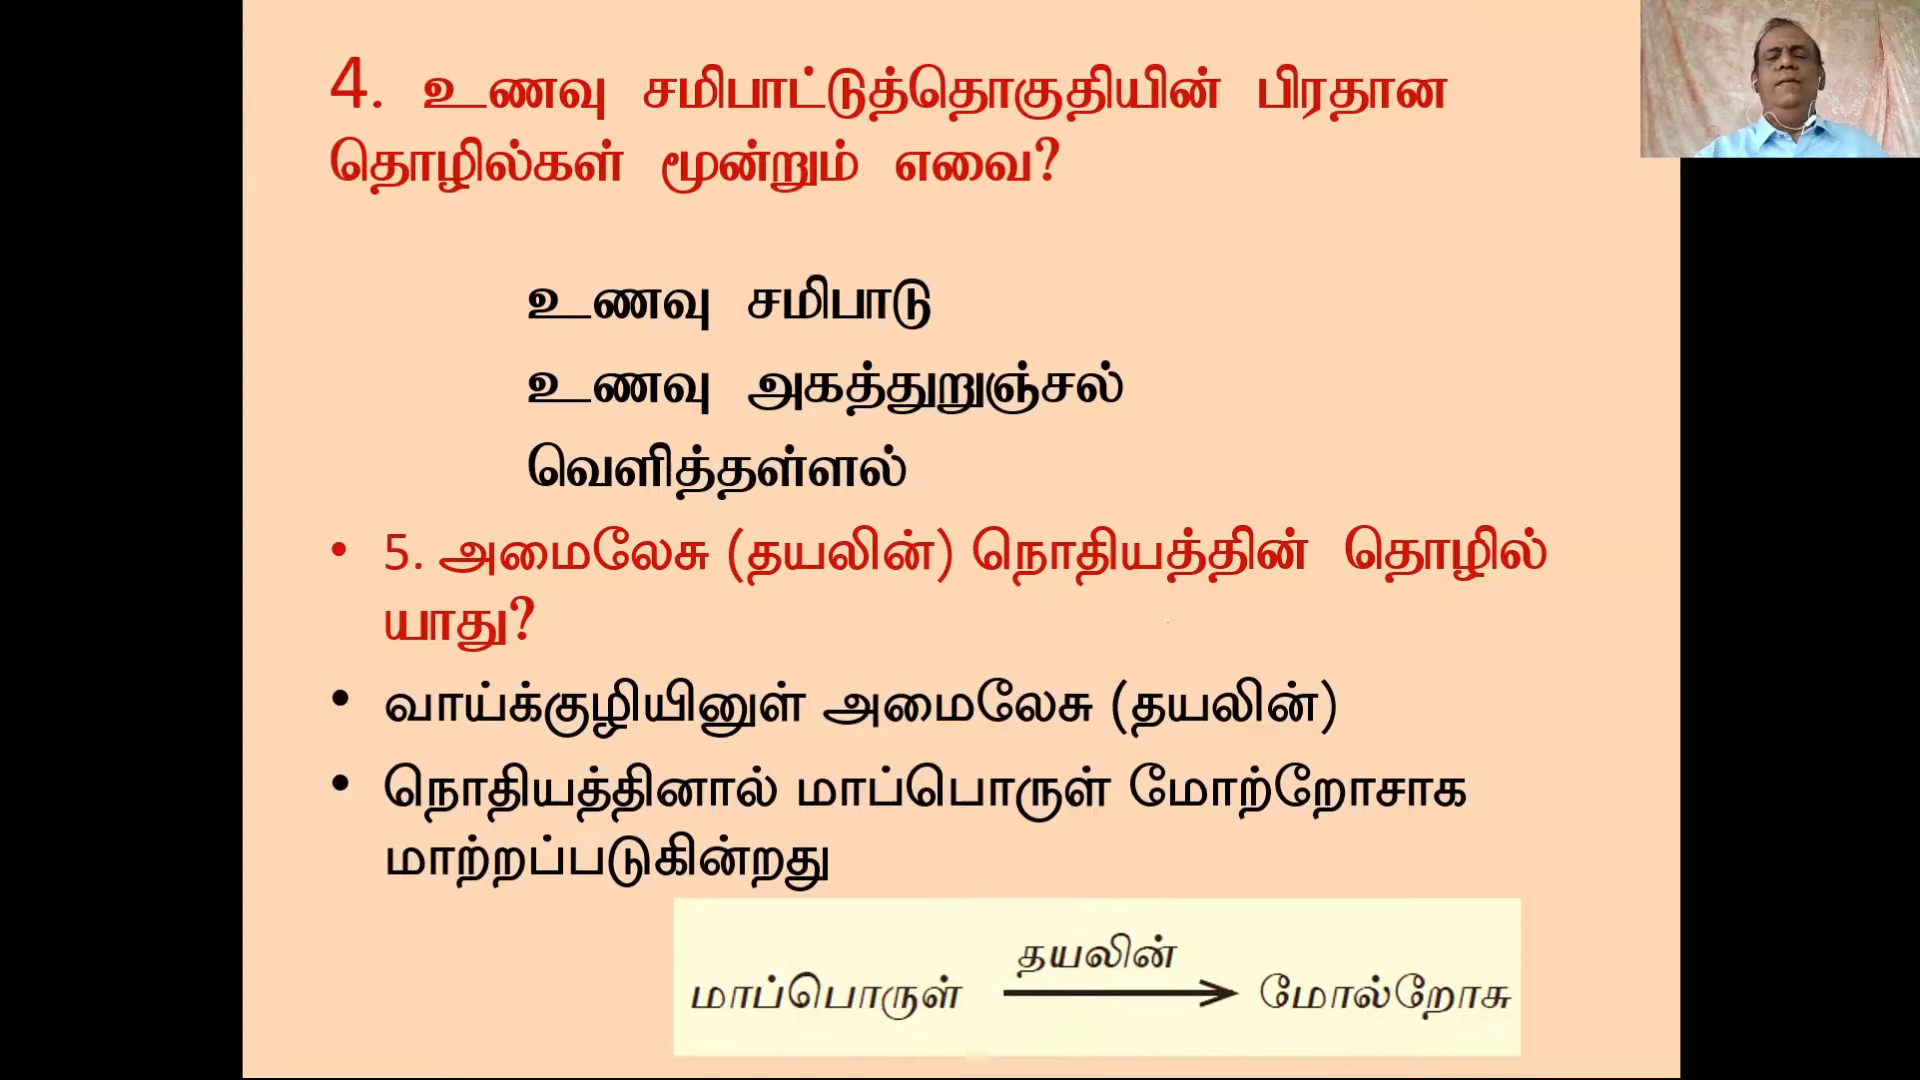 4. உணவு சமிபாட்டுத்தொகுதியின் பிரதான
தொழில்கள் மூன்றும் எவை?
உணவு சமிபாடு
உணவு அகத்துறுஞ்சல்
வெளித்தள்ளல்
• 5. அமைலேசு (தயலின்) நொதியத்தின் தொழில்
யாது?
• வாய்க்குழியினுள் அமைலேசு (தயலின்)
• நொதியத்தினால் மாப்பொருள் மோற்றோசாக
மாற்றப்படுகின்றது
தயலின்
மாப்பொருள் → மோல்றோசு